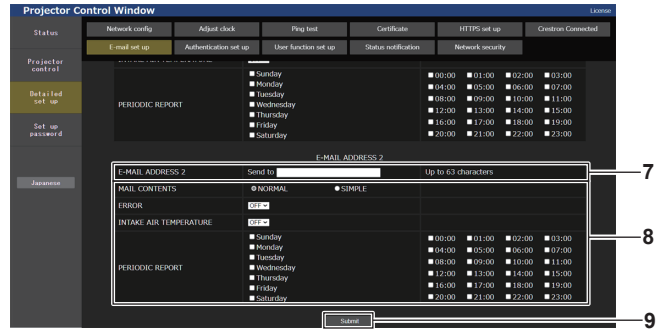 Projector Control Window
License
Status
Network config Adjust clock Ping test Certificate HTTPS set up Crestron Connected
E-mail set up Authentication set up User function set up Status notification Network security
Projector
control
Detailed
set up
Set up
password
Japanese
INTAKE AIR TEMPERATURE
PERIODIC REPORT
Sunday
Monday
Tuesday
Wednesday
Thursday
Friday
Saturday
00:00 01:00 02:00 03:00
04:00 05:00 06:00 07:00
08:00 09:00 10:00 11:00
12:00 13:00 14:00 15:00
16:00 17:00 18:00 19:00
20:00 21:00 22:00 23:00
E-MAIL ADDRESS 2
E-MAIL ADDRESS 2 Send to Up to 63 characters
7
MAIL CONTENTS NORMAL SIMPLE
ERROR OFF
INTAKE AIR TEMPERATURE OFF
8
PERIODIC REPORT
Sunday
Monday
Tuesday
Wednesday
Thursday
Friday
Saturday
00:00 01:00 02:00 03:00
04:00 05:00 06:00 07:00
08:00 09:00 10:00 11:00
12:00 13:00 14:00 15:00
16:00 17:00 18:00 19:00
20:00 21:00 22:00 23:00
Submit
9